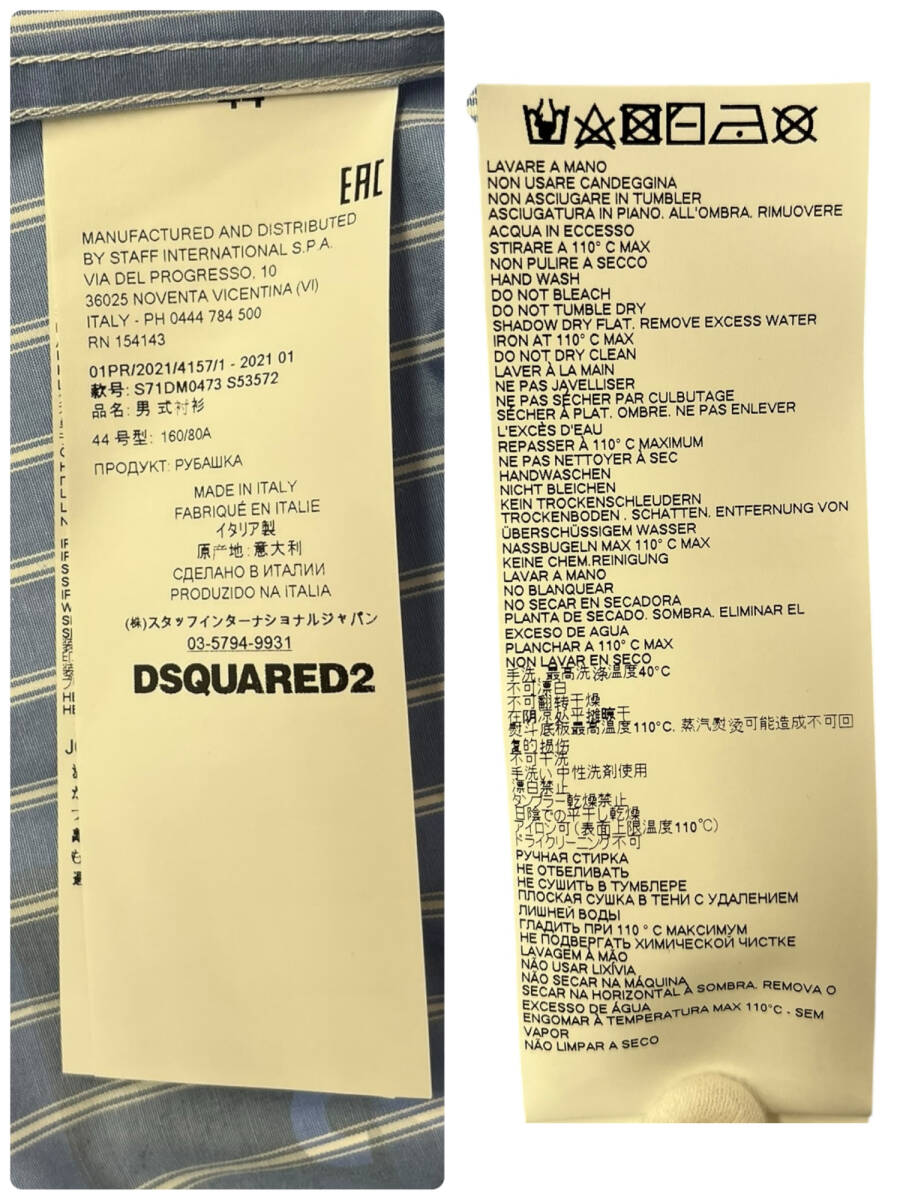 44
EAC
MANUFACTURED AND DISTRIBUTED
BY STAFF INTERNATIONAL S.P.A.
VIA DEL PROGRESSO, 10
36025 NOVENTA VICENTINA (VI)
ITALY - PH 0444 784 500
RN 154143
01PR/2021/4157/1 - 2021 01
款号: S71DM0473 S53572
品名: 男 式衬衫
44 号型: 160/80A
ПРОДУКТ: РУБАШКА
MADE IN ITALY
FABRIQUÉ EN ITALIE
イタリア製
原产地:意大利
СДЕЛАНО В ИТАЛИИ
PRODUZIDO NA ITALIA
(株)スタッフインターナショナルジャパン
03-5794-9931
DSQUARED2
LAVARE A MANO
NON USARE CANDEGGINA
NON ASCIUGARE IN TUMBLER
ASCIUGATURA IN PIANO. ALL'OMBRA. RIMUOVERE
ACQUA IN ECCESSO
STIRARE A 110° C MAX
NON PULIRE A SECCO
HAND WASH
DO NOT BLEACH
DO NOT TUMBLE DRY
SHADOW DRY FLAT. REMOVE EXCESS WATER
IRON AT 110° C MAX
DO NOT DRY CLEAN
LAVER À LA MAIN
NE PAS JAVELLISER
NE PAS SÉCHER PAR CULBUTAGE
SÉCHER À PLAT. OMBRE. NE PAS ENLEVER
L'EXCÈS D'EAU
REPASSER À 110° C MAXIMUM
NE PAS NETTOYER À SEC
HANDWASCHEN
NICHT BLEICHEN
KEIN TROCKENSCHLEUDERN
TROCKENBODEN . SCHATTEN. ENTFERNUNG VON
ÜBERSCHÜSSIGEM WASSER
NASSBUGELN MAX 110° C MAX
KEINE CHEM.REINIGUNG
LAVAR A MANO
NO BLANQUEAR
NO SECAR EN SECADORA
PLANTA DE SECADO. SOMBRA. ELIMINAR EL
EXCESO DE AGUA
PLANCHAR A 110° C MAX
NON LAVAR EN SECO
手洗, 最高洗涤温度40°C
不可漂白
不可翻转干燥
在阴凉处平摊晾干
熨斗底板最高温度110°C. 蒸汽熨烫可能造成不可回
复的损伤
不可干洗
手洗い 中性洗剤使用
漂白禁止
タンブラー乾燥禁止
日陰での平干し乾燥
アイロン可(表面上限温度110°C)
ドライクリーニング不可
РУЧНАЯ СТИРКА
НЕ ОТБЕЛИВАТЬ
НЕ СУШИТЬ В ТУМБЛЕРЕ
ПЛОСКАЯ СУШКА В ТЕНИ С УДАЛЕНИЕМ
ЛИШНЕЙ ВОДЫ
ГЛАДИТЬ ПРИ 110 ° C МАКСИМУМ
НЕ ПОДВЕРГАТЬ ХИМИЧЕСКОЙ ЧИСТКЕ
LAVAGEM À MÃO
NÃO USAR LIXÍVIA
NÃO SECAR NA MÁQUINA
SECAR NA HORIZONTAL À SOMBRA. REMOVA O
EXCESSO DE ÁGUA
ENGOMAR À TEMPERATURA MAX 110°C - SEM
VAPOR
NÃO LIMPAR A SECO